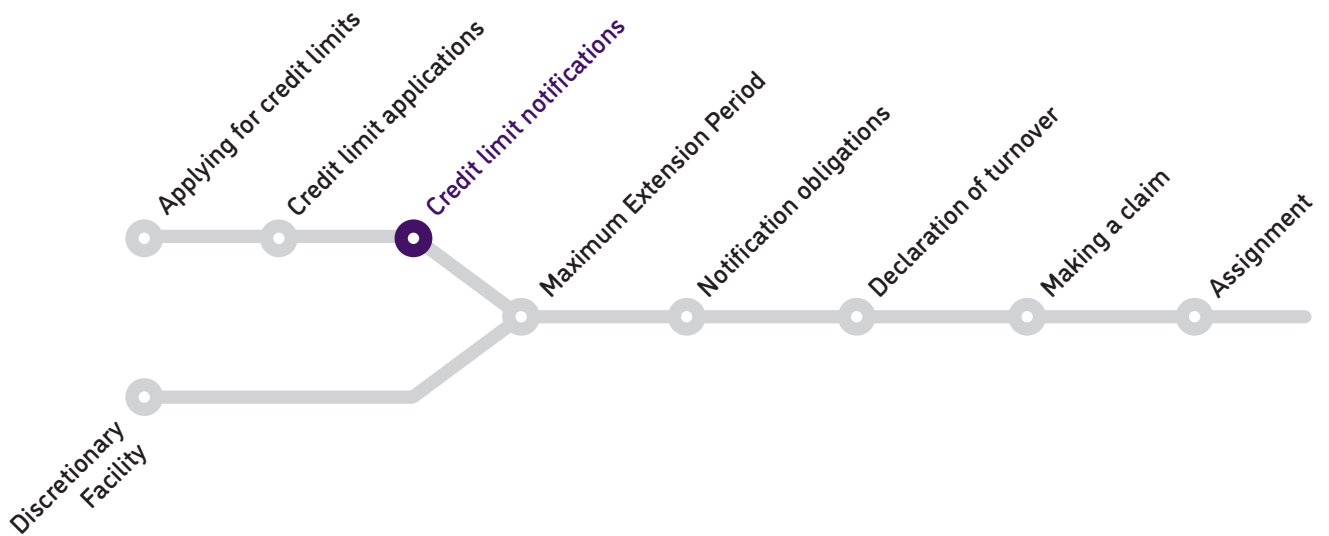 Applying for credit limits
Credit limit applications
Credit limit notifications
Maximum Extension Period
Notification obligations
Declaration of turnover
Making a claim
Assignment
Discretionary
Facility